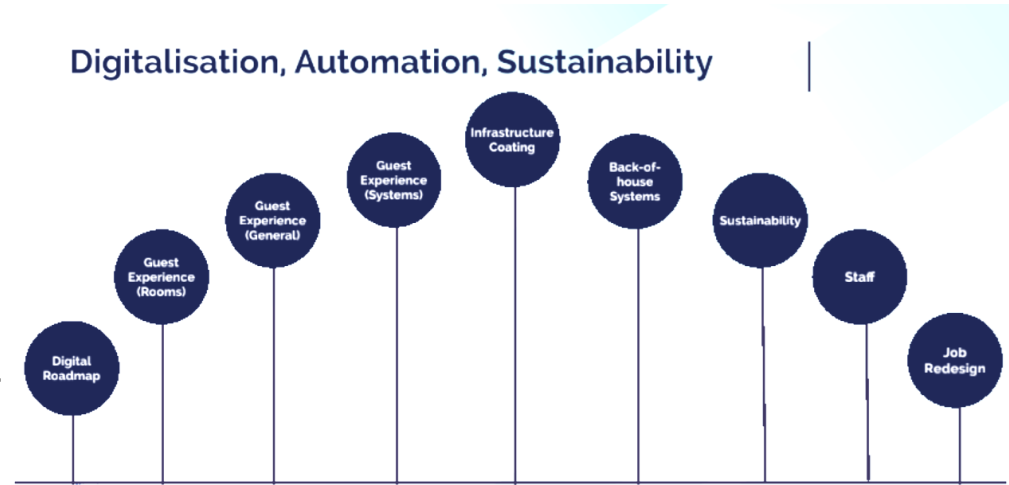 Digitalisation, Automation, Sustainability
Digital
Roadmap
Guest
Experience
(Rooms)
Guest
Experience
(General)
Guest
Experience
(Systems)
Infrastructure
Coating
Back-of-
house
Systems
Sustainability
Staff
Job
Redesign